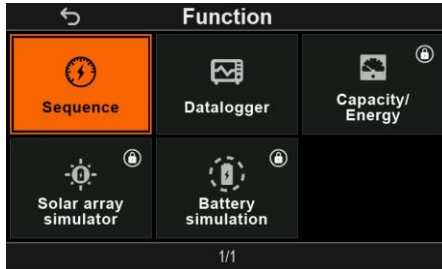 Function
Sequence
Datalogger
Capacity/
Energy
Solar array
simulator
Battery
simulation
1/1